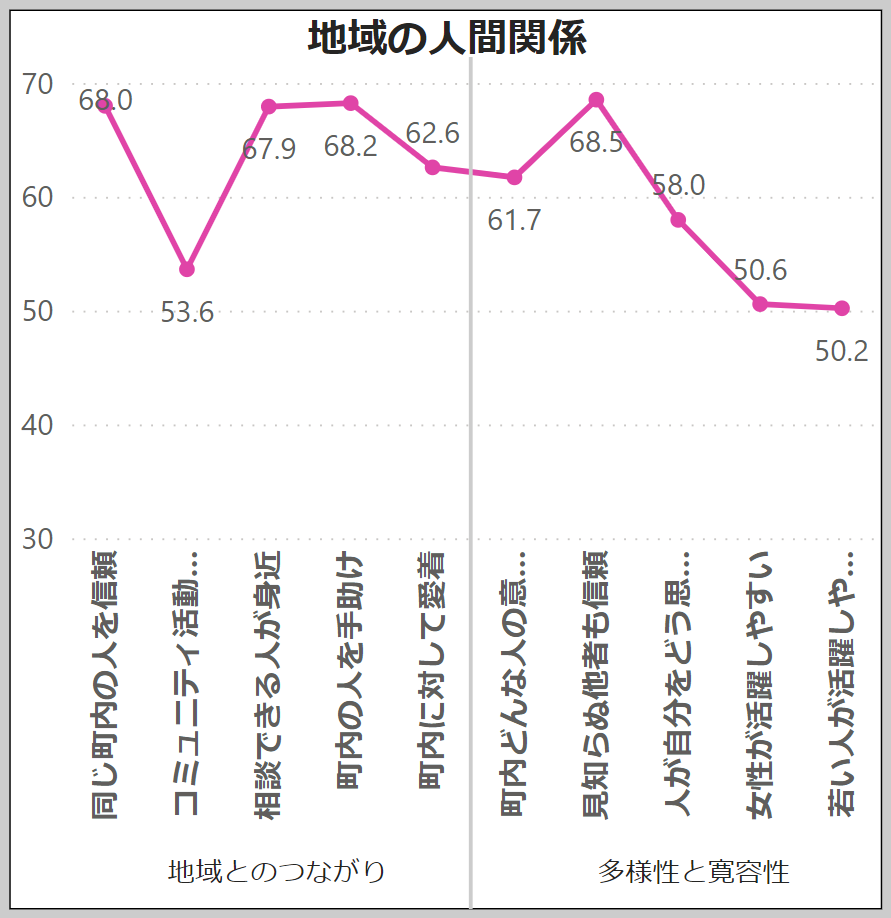 地域の人間関係
70
60
50
40
30
68.0
53.6
67.9
68.2
62.6
61.7
68.5
58.0
50.6
50.2
同じ町内の人を信頼
コミュニティ活動…
相談できる人が身近
町内の人を手助け
町内に対して愛着
町内どんな人の意…
見知らぬ他者も信頼
人が自分をどう思…
女性が活躍しやすい
若い人が活躍しや…
地域とのつながり
多様性と寛容性